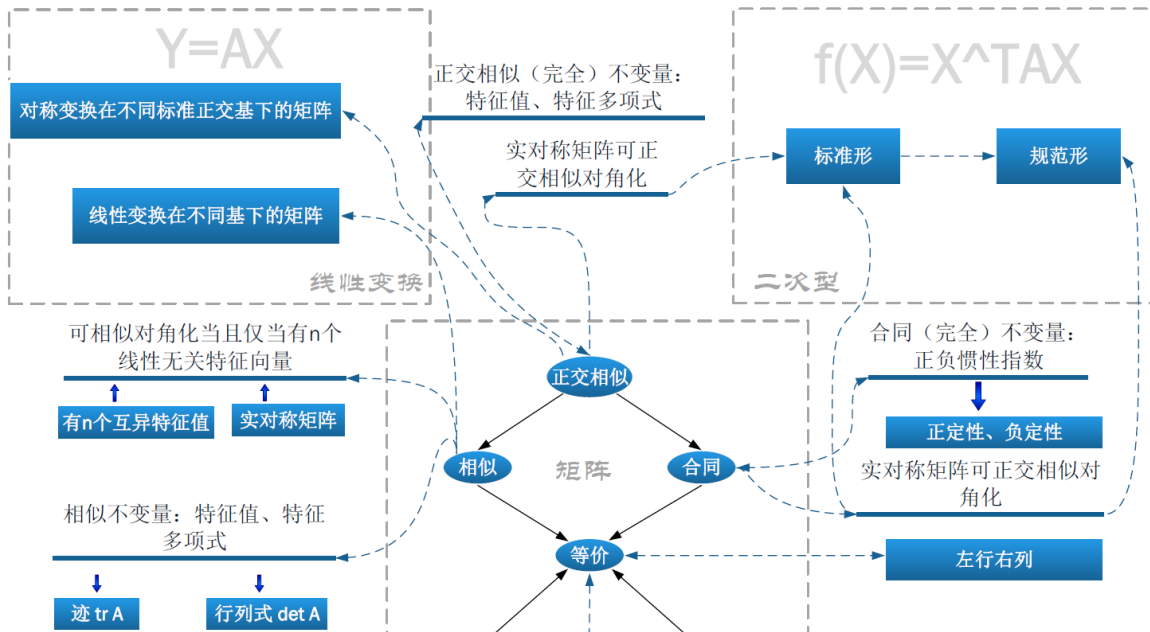 Y=AX
对称变换在不同标准正交基下的矩阵
线性变换在不同基下的矩阵
线性变换
正交相似（完全）不变量：
特征值、特征多项式
实对称矩阵可正
交相似对角化
f(X)=X^TAX
标准形
规范形
二次型
可相似对角化当且仅当有n个
线性无关特征向量
有n个互异特征值
实对称矩阵
相似不变量：特征值、特征
多项式
迹 tr A
行列式 det A
正交相似
相似
矩阵
合同
等价
合同（完全）不变量：
正负惯性指数
正定性、负定性
实对称矩阵可正交相似对
角化
左行右列